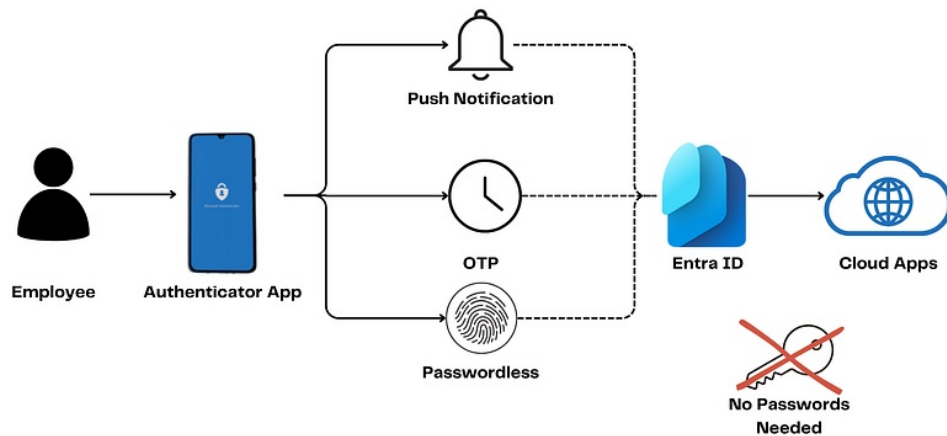 Push Notification
OTP
Entra ID
Cloud Apps
Employee
Authenticator App
Passwordless
No Passwords
Needed